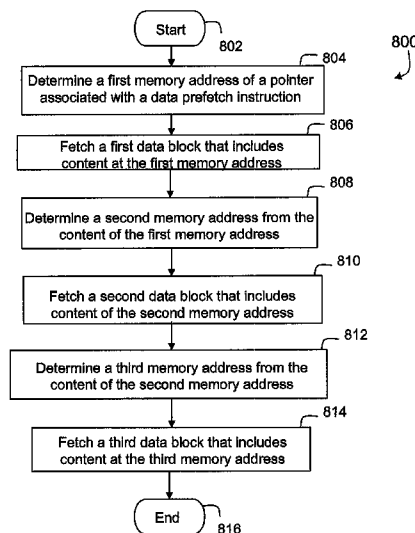 Start
802
800
804
Determine a first memory address of a pointer
associated with a data prefetch instruction
806
Fetch a first data block that includes
content at the first memory address
808
Determine a second memory address from the
content of the first memory address
810
Fetch a second data block that includes
content of the second memory address
812
Determine a third memory address from the
content of the second memory address
814
Fetch a third data block that includes
content at the third memory address
End
816